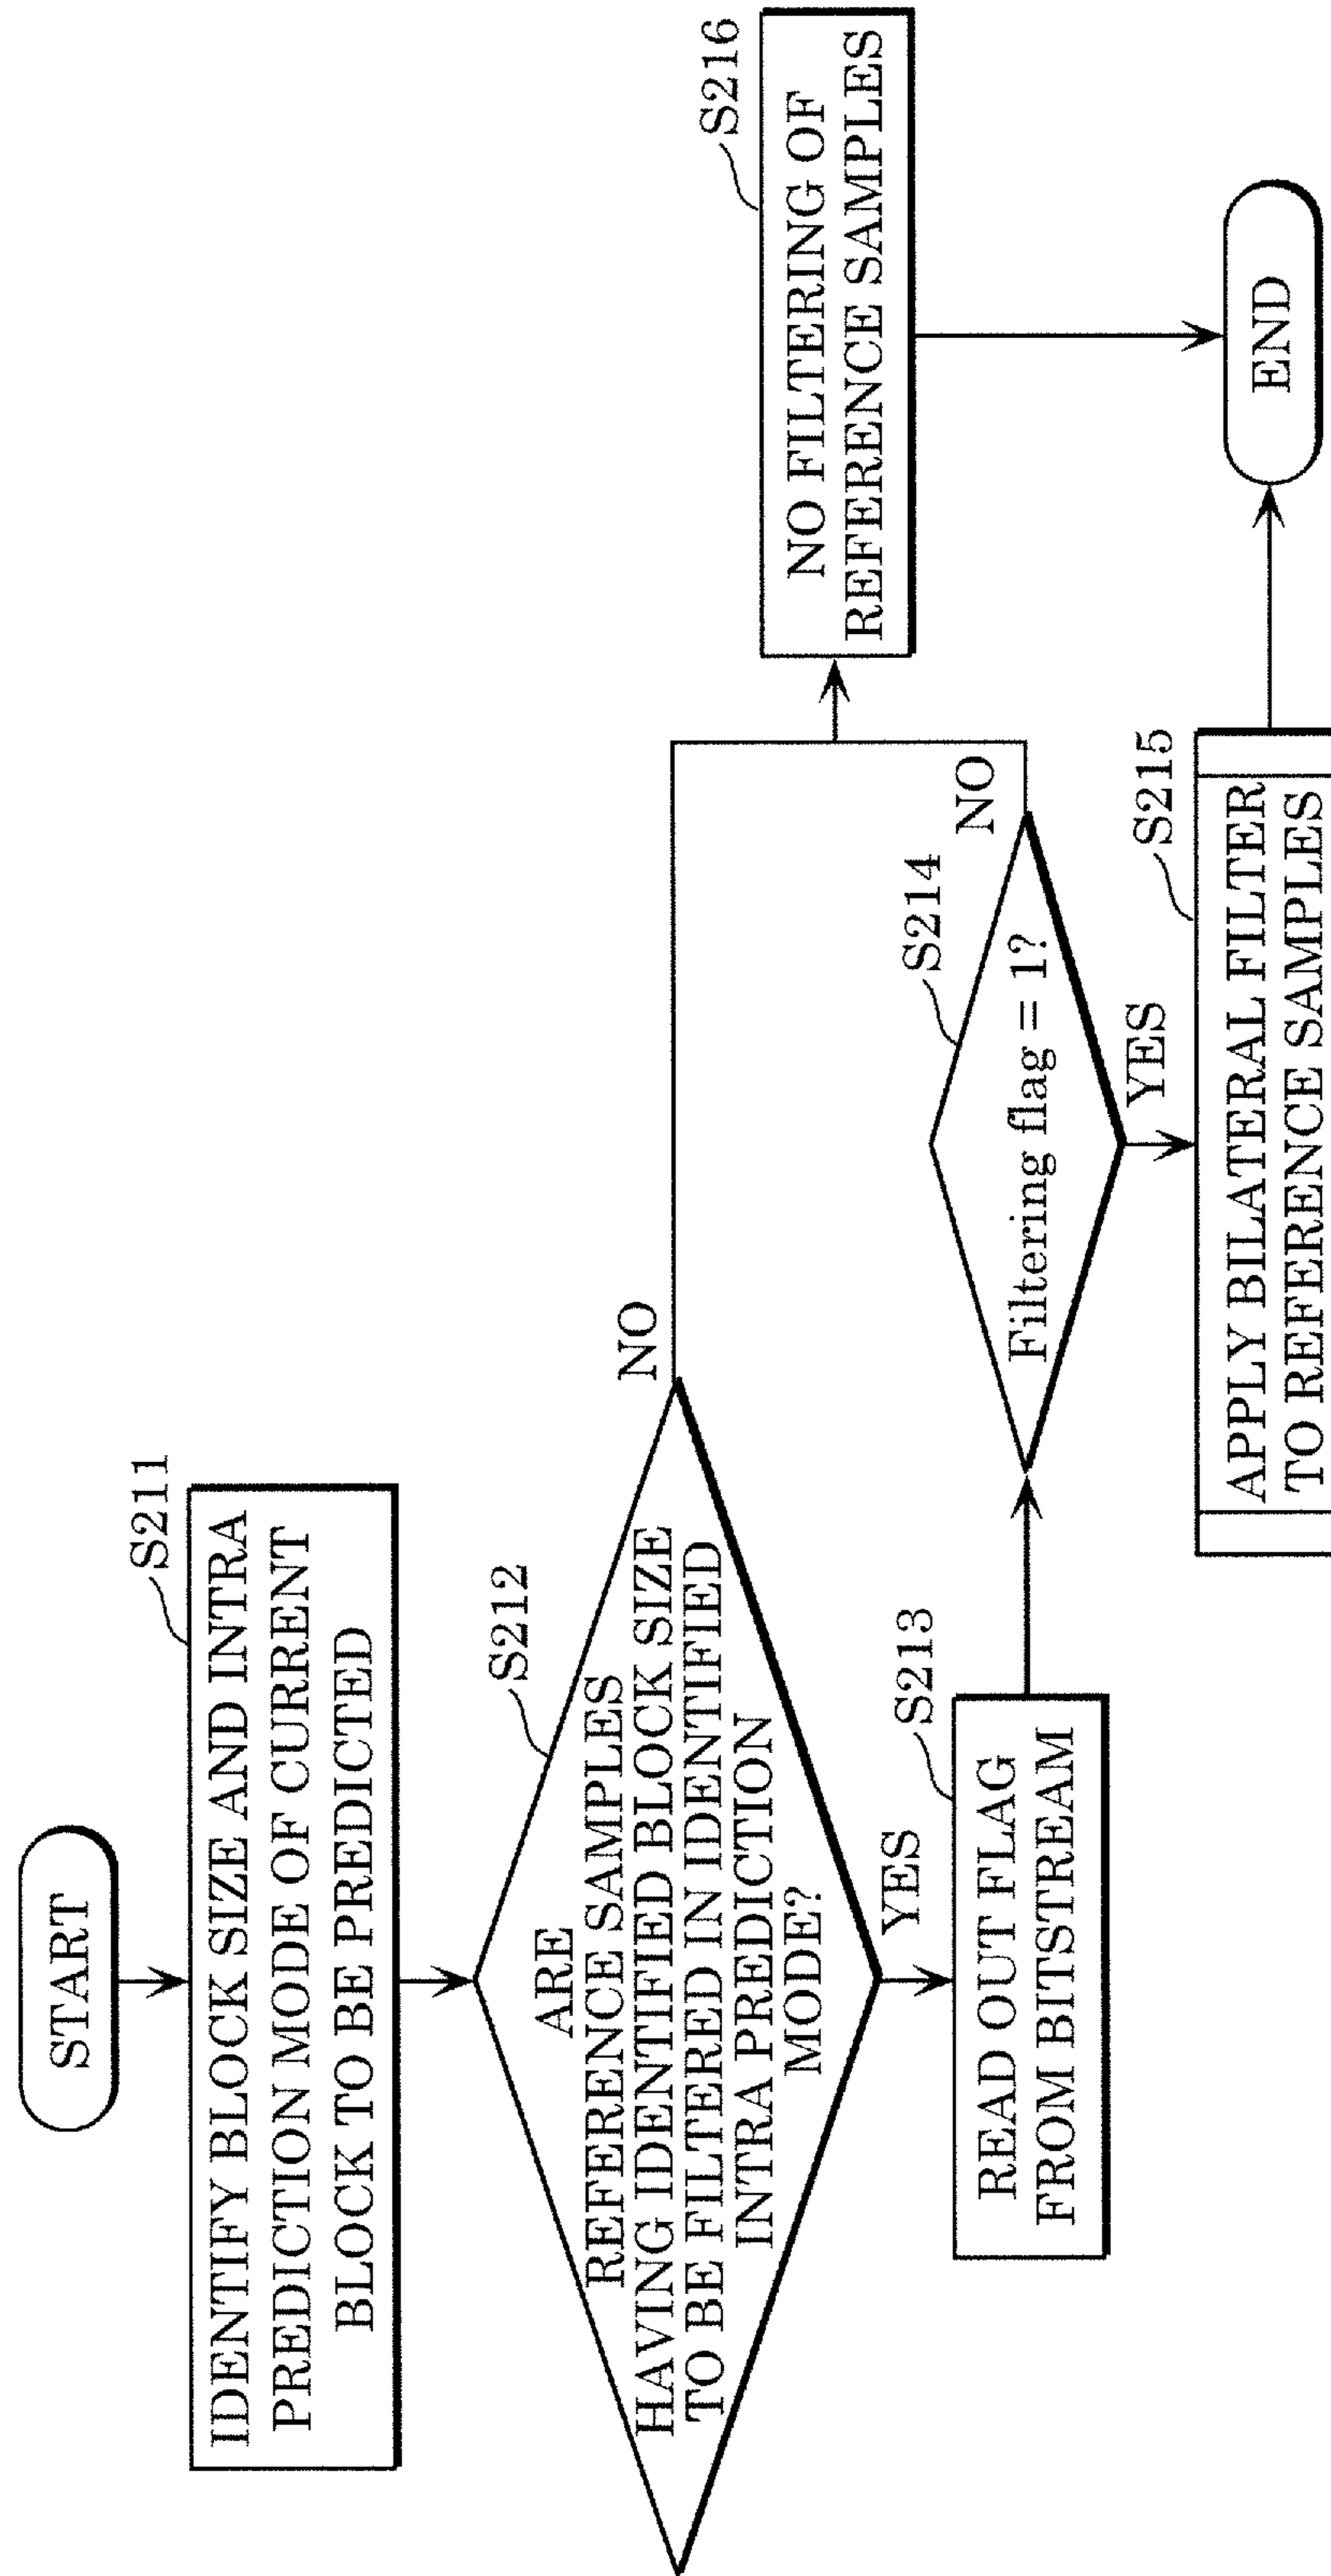 START
S211
IDENTIFY BLOCK SIZE AND INTRA
PREDICTION MODE OF CURRENT
BLOCK TO BE PREDICTED
S212
ARE
REFERENCE SAMPLES
HAVING IDENTIFIED BLOCK SIZE
TO BE FILTERED IN IDENTIFIED
INTRA PREDICTION
MODE?
NO
YES
S213
READ OUT FLAG
FROM BITSTREAM
S214
Filtering flag = 1?
NO
YES
S215
APPLY BILATERAL FILTER
TO REFERENCE SAMPLES
S216
NO FILTERING OF
REFERENCE SAMPLES
END